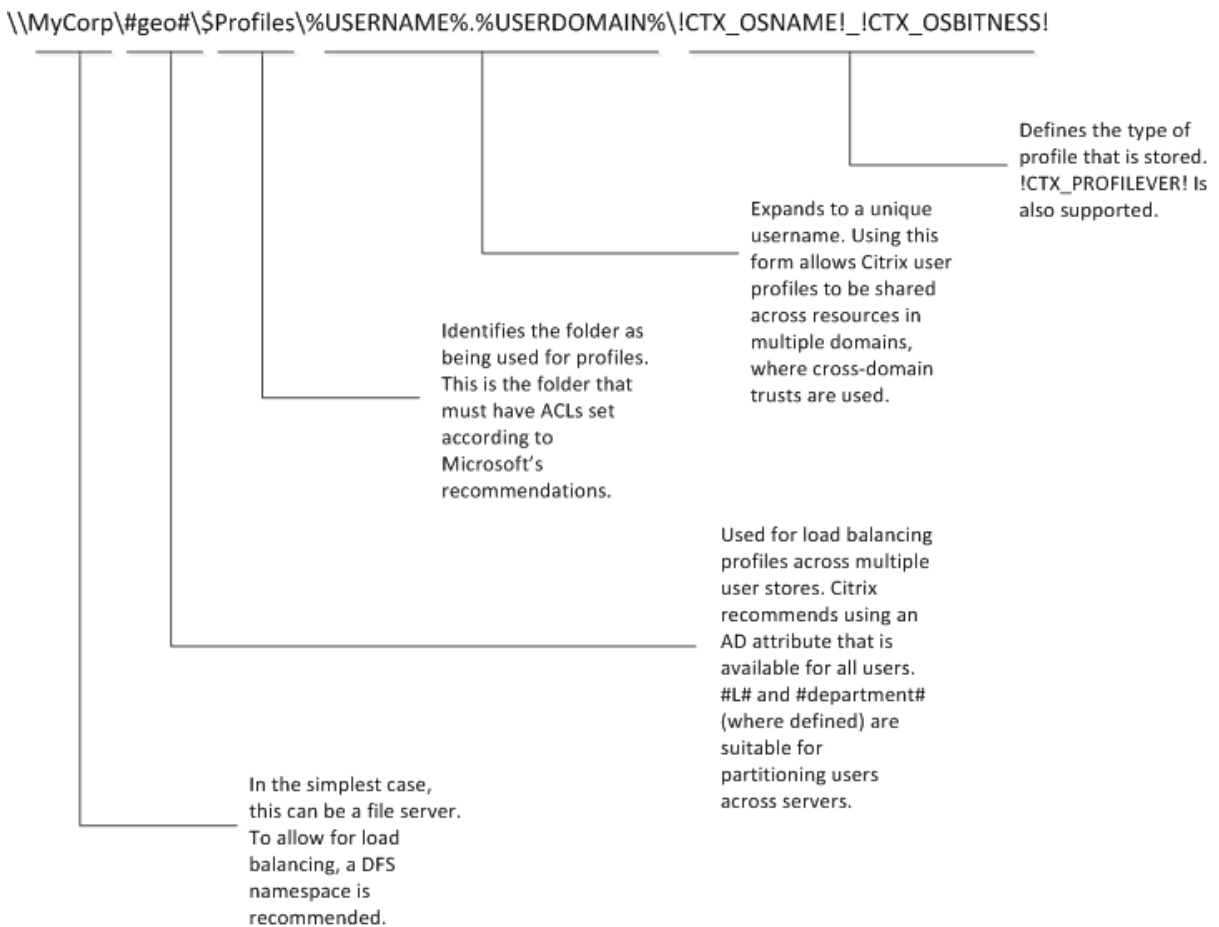 \\MyCorp\#geo#\$Profiles\%USERNAME%.%USERDOMAIN%\!CTX_OSNAME!_!CTX_OSBITNESS!
Defines the type of
profile that is stored.
!CTX_PROFILEVER! Is
also supported.
Expands to a unique
username. Using this
form allows Citrix user
profiles to be shared
across resources in
multiple domains,
where cross-domain
trusts are used.
Identifies the folder as
being used for profiles.
This is the folder that
must have ACLs set
according to
Microsoft’s
recommendations.
Used for load balancing
profiles across multiple
user stores. Citrix
recommends using an
AD attribute that is
available for all users.
#L# and #department#
(where defined) are
suitable for
partitioning users
across servers.
In the simplest case,
this can be a file server.
To allow for load
balancing, a DFS
namespace is
recommended.